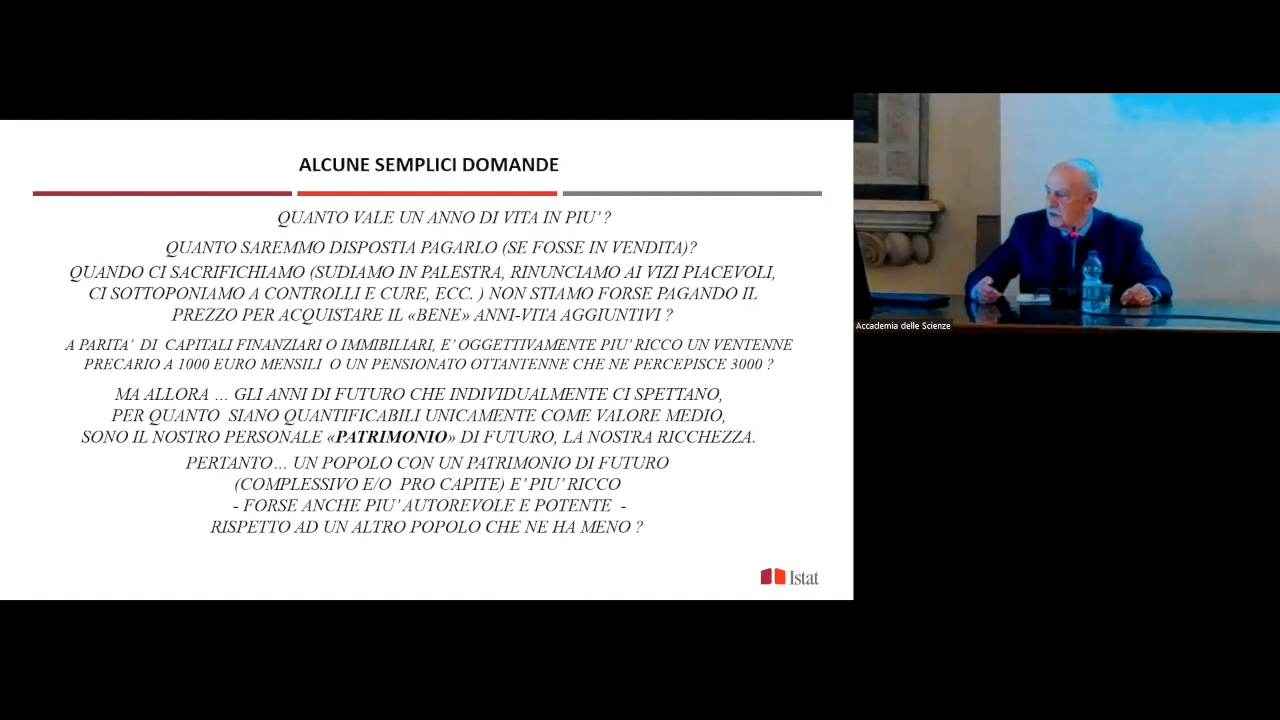 ALCUNE SEMPLICI DOMANDE
QUANTO VALE UN ANNO DI VITA IN PIU' ?
QUANTO SAREMMO DISPOSTIA PAGARLO (SE FOSSE IN VENDITA)?
QUANDO CI SACRIFICHIAMO (SUDIAMO IN PALESTRA, RINUNCIAMO AI VIZI PIACEVOLI,
CI SOTTOPONIAMO A CONTROLLI E CURE, ECC. ) NON STIAMO FORSE PAGANDO IL
PREZZO PER ACQUISTARE IL «BENE» ANNI-VITA AGGIUNTIVI ?
A PARITA' DI CAPITALI FINANZIARI O IMMIBILIARI, E' OGGETTIVAMENTE PIU' RICCO UN VENTENNE
PRECARIO A 1000 EURO MENSILI O UN PENSIONATO OTTANTENNE CHE NE PERCEPISCE 3000 ?
MA ALLORA … GLI ANNI DI FUTURO CHE INDIVIDUALMENTE CI SPETTANO,
PER QUANTO SIANO QUANTIFICABILI UNICAMENTE COME VALORE MEDIO,
SONO IL NOSTRO PERSONALE «PATRIMONIO» DI FUTURO, LA NOSTRA RICCHEZZA.
PERTANTO… UN POPOLO CON UN PATRIMONIO DI FUTURO
(COMPLESSIVO E/O PRO CAPITE) E' PIU' RICCO
- FORSE ANCHE PIU' AUTOREVOLE E POTENTE -
RISPETTO AD UN ALTRO POPOLO CHE NE HA MENO ?
Istat
Accademia delle Scienze